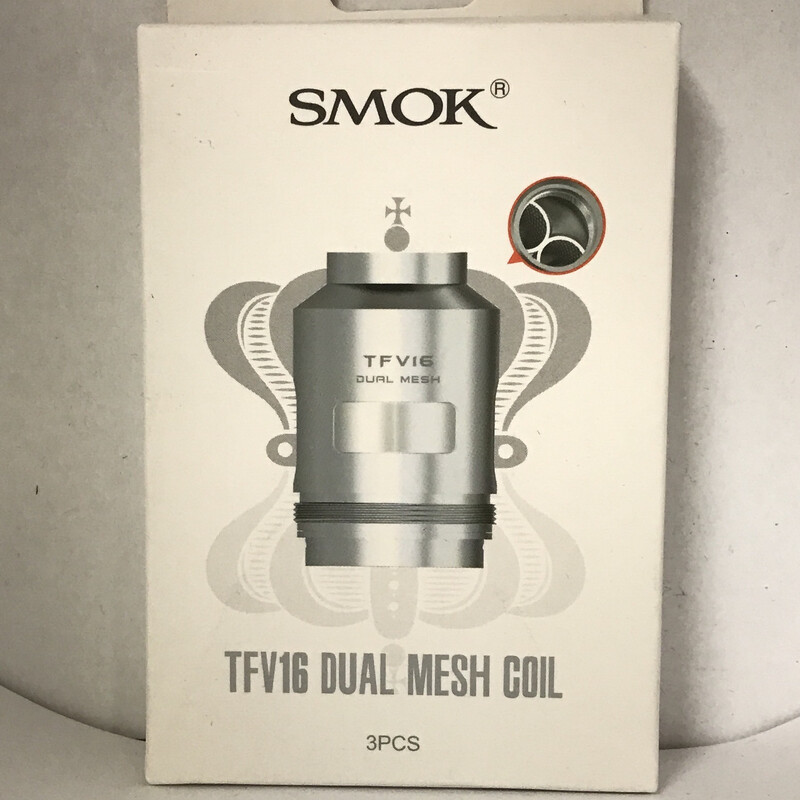 SMOK®
TFV16
DUAL MESH
TFV16 DUAL MESH COIL
3PCS